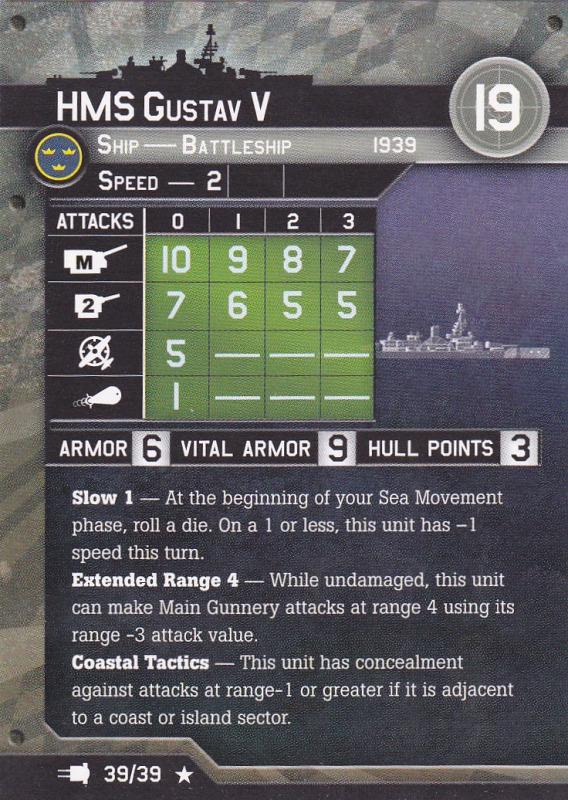 HMS Gustav V
19
Ship — Battleship 1939
Speed — 2
ATTACKS 0 1 2 3
M 10 9 8 7
2 7 6 5 5
5 — — —
1 — — —
ARMOR 6 VITAL ARMOR 9 HULL POINTS 3
Slow 1 — At the beginning of your Sea Movement
phase, roll a die. On a 1 or less, this unit has –1
speed this turn.
Extended Range 4 — While undamaged, this unit
can make Main Gunnery attacks at range 4 using its
range -3 attack value.
Coastal Tactics — This unit has concealment
against attacks at range-1 or greater if it is adjacent
to a coast or island sector.
39/39 ★